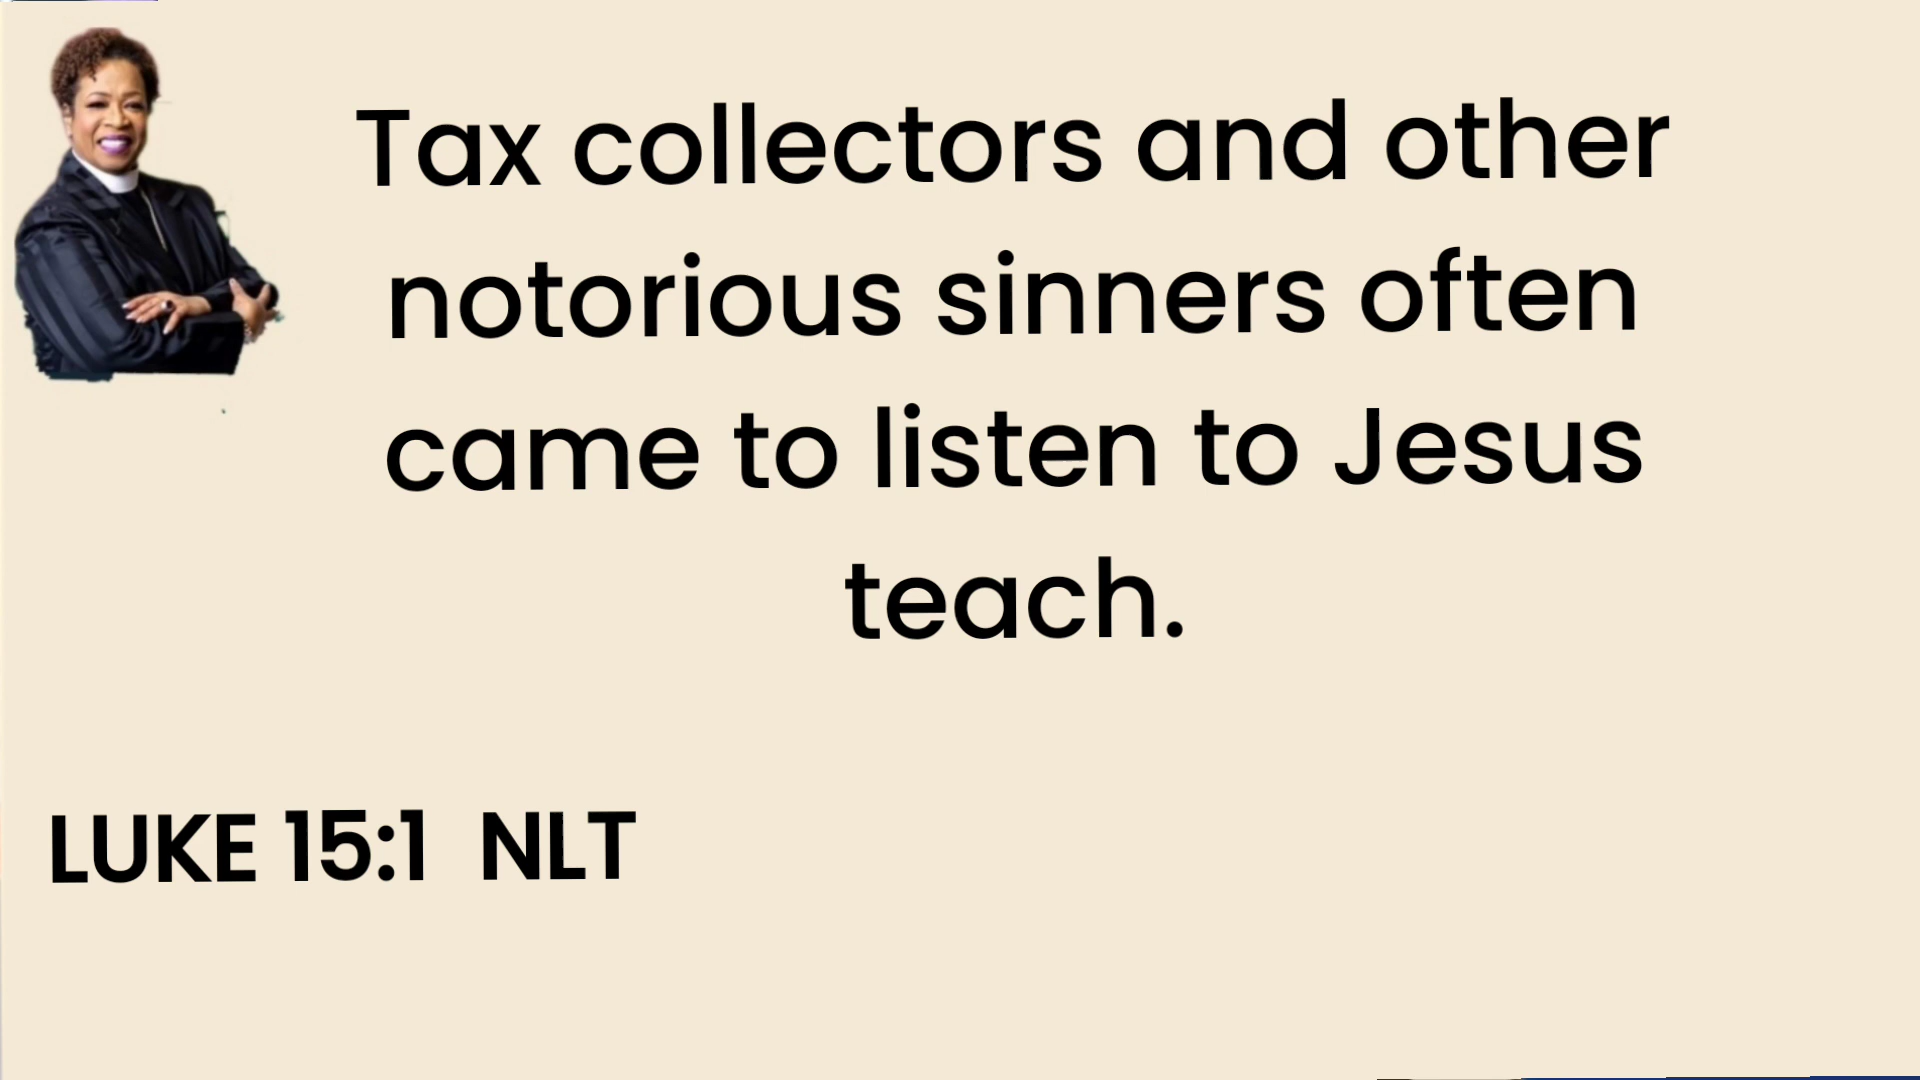 Tax collectors and other
notorious sinners often
came to listen to Jesus
teach.
LUKE 15:1 NLT